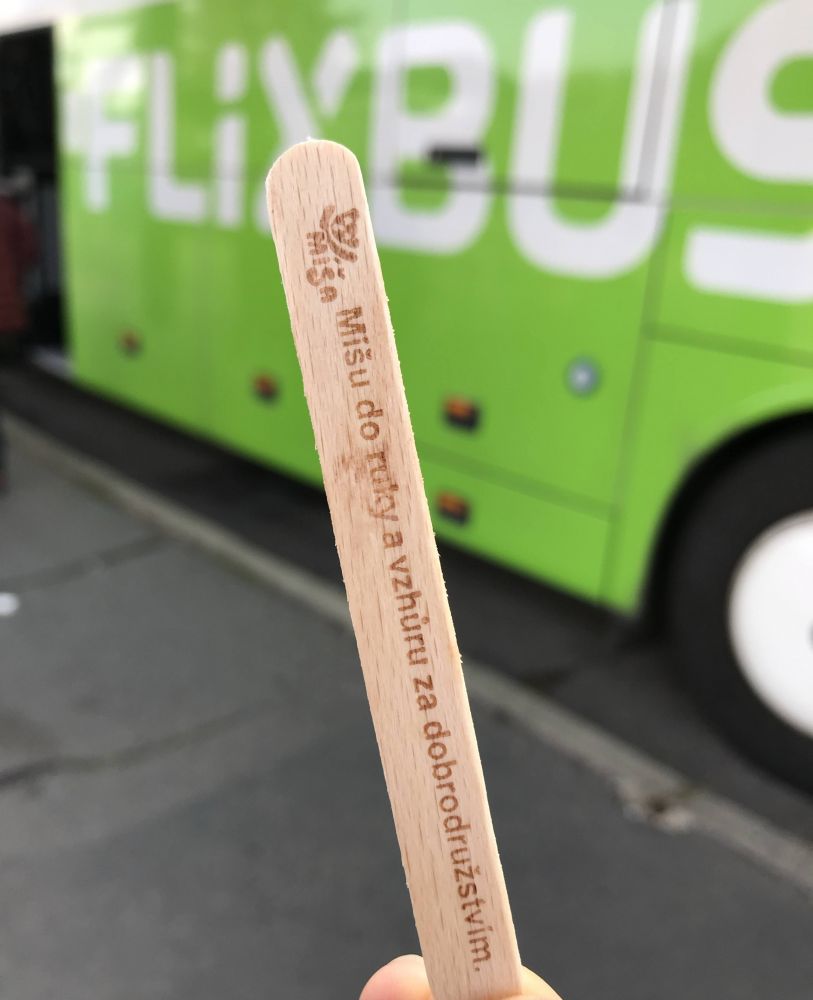 FLiXBUS
Míša
Míšu do ruky a vzhůru za dobrodružstvím.